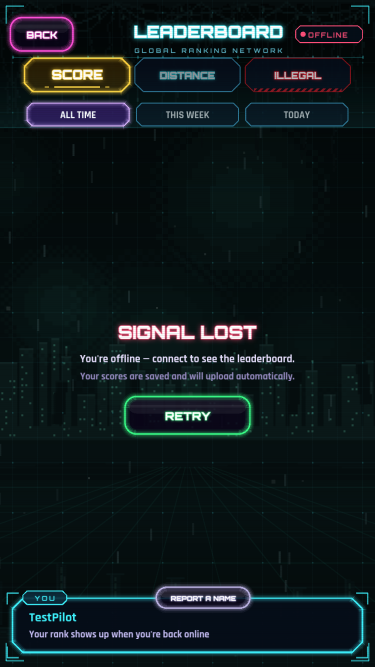 BACK
LEADERBOARD
OFFLINE
GLOBAL RANKING NETWORK
SCORE
DISTANCE
ILLEGAL
ALL TIME
THIS WEEK
TODAY
SIGNAL LOST
You're offline — connect to see the leaderboard.
Your scores are saved and will upload automatically.
RETRY
YOU
REPORT A NAME
TestPilot
Your rank shows up when you're back online